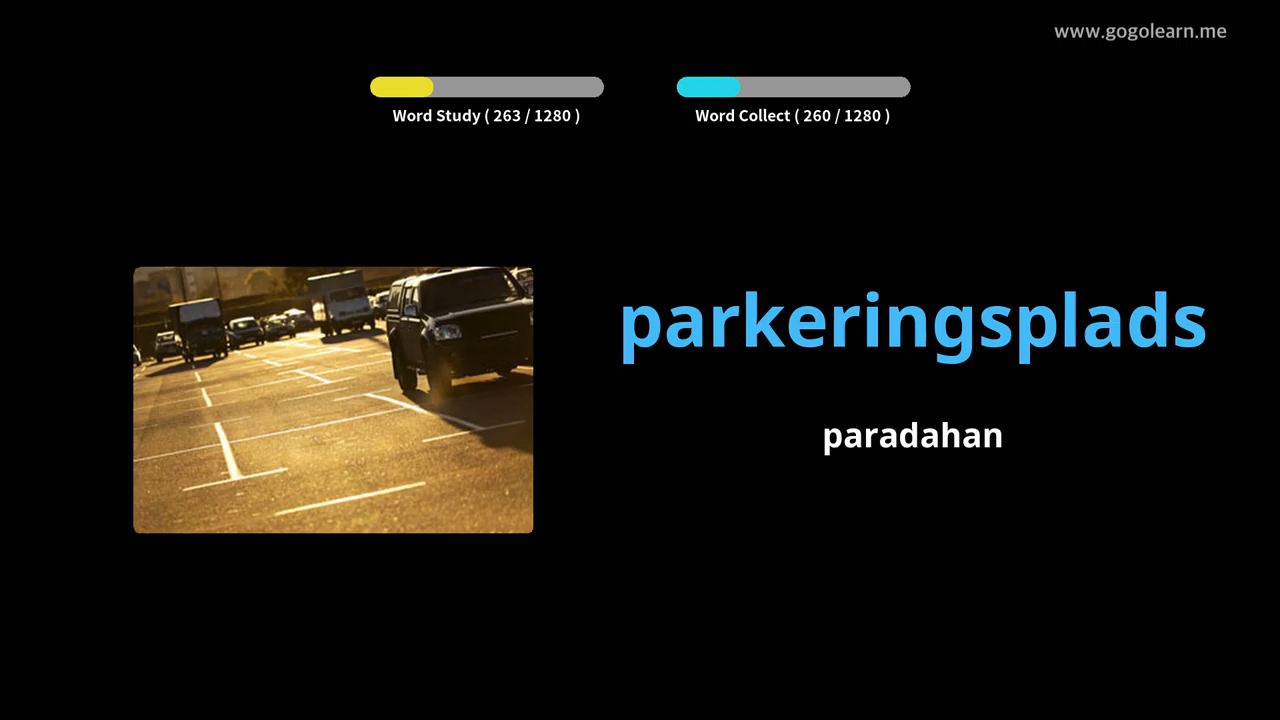 www.gogolearn.me
Word Study ( 263 / 1280 )
Word Collect ( 260 / 1280 )
parkeringsplads
paradahan